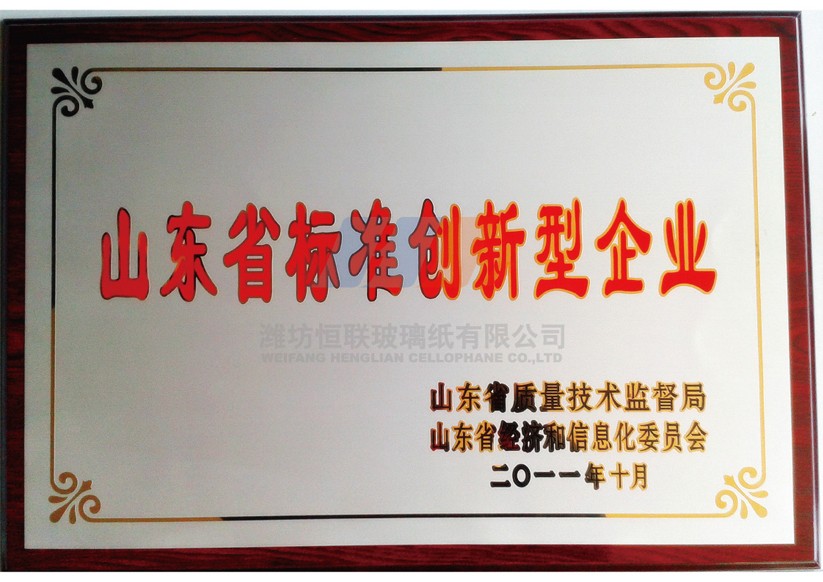 山东省标准创新型企业
潍坊恒联玻璃纸有限公司
WEIFANG HENGLIAN CELLOPHANE CO.,LTD
山东省质量技术监督局
山东省经济和信息化委员会
二〇一一年十月